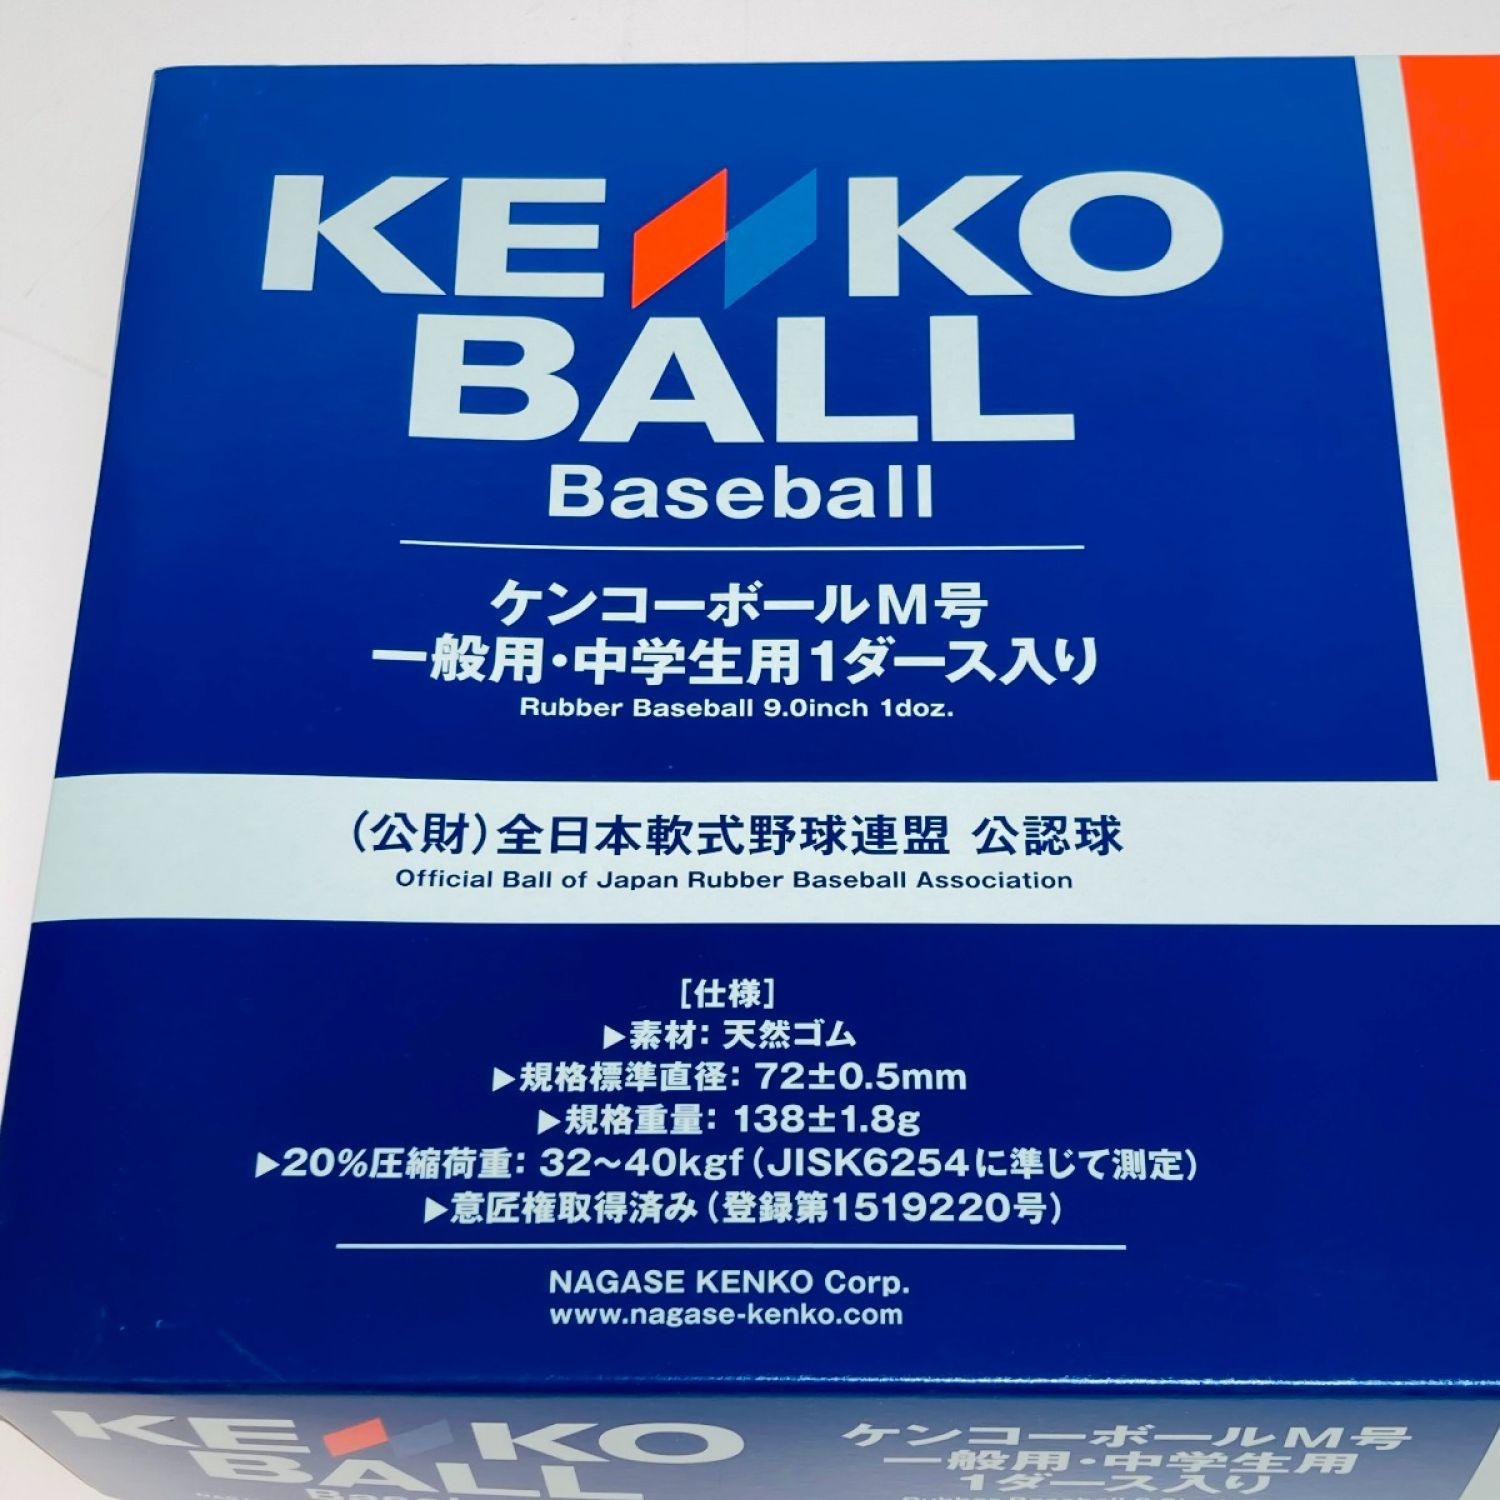 KENKO
BALL
Baseball
ケンコーボールM号
一般用・中学生用1ダース入り
Rubber Baseball 9.0inch 1doz.
(公財)全日本軟式野球連盟 公認球
Official Ball of Japan Rubber Baseball Association
[仕様]
▶素材: 天然ゴム
▶規格標準直径: 72±0.5mm
▶規格重量: 138±1.8g
▶20%圧縮荷重: 32〜40kgf(JISK6254に準じて測定)
▶意匠権取得済み(登録第1519220号)
NAGASE KENKO Corp.
www.nagase-kenko.com
KENKO
BALL
ケンコーボールM号
一般用・中学生用
1ダース入り